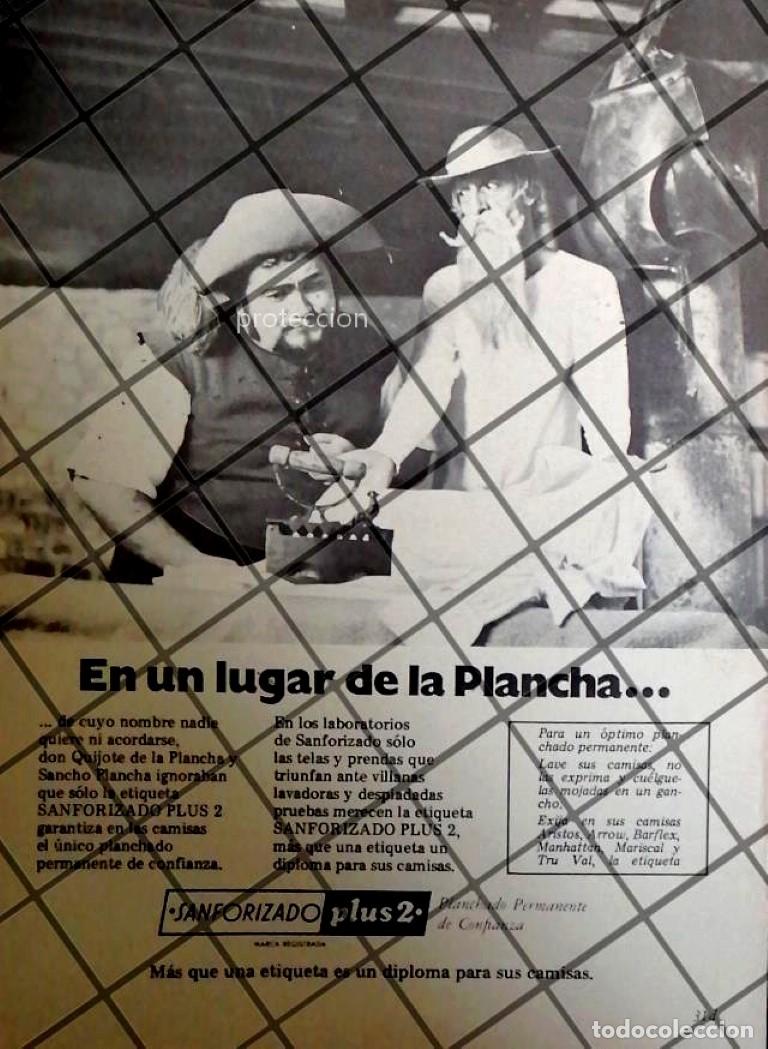 proteccion
En un lugar de la Plancha...
... de cuyo nombre nadie
quiere ni acordarse,
don Quijote de la Plancha y
Sancho Plancha ignoraban
que sólo la etiqueta
SANFORIZADO PLUS 2
garantiza en las camisas
el único planchado
permanente de confianza.
En los laboratorios
de Sanforizado sólo
las telas y prendas que
triunfan ante villanas
lavadoras y despiadadas
pruebas merecen la etiqueta
SANFORIZADO PLUS 2,
más que una etiqueta un
diploma para sus camisas.
Para un óptimo plan-
chado permanente:
Lave sus camisas, no
las exprima y cuélgue-
las mojadas en un gan-
cho.
Exija en sus camisas
Aristos, Arrow, Barflex,
Manhattan, Mariscal y
Tru Val, la etiqueta
·SANFORIZADO plus2·
MARCA REGISTRADA
Planchado Permanente
de Confianza
Más que una etiqueta es un diploma para sus camisas.
314
todocoleccion